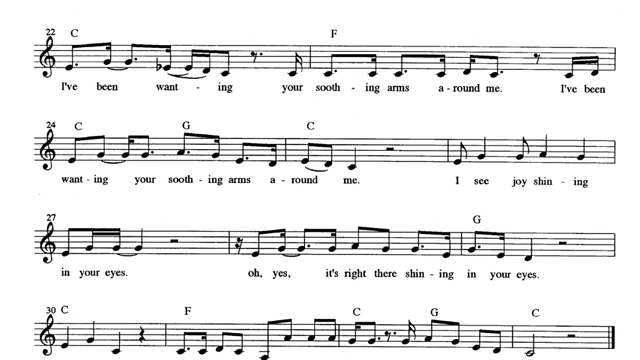 22 C F
I've been want - ing your sooth - ing arms a - round me. I've been
24 C G C
want - ing your sooth - ing arms a - round me. I see joy shin - ing
27 G
in your eyes. oh, yes, it's right there shin - ing in your eyes.
30 C F C G C